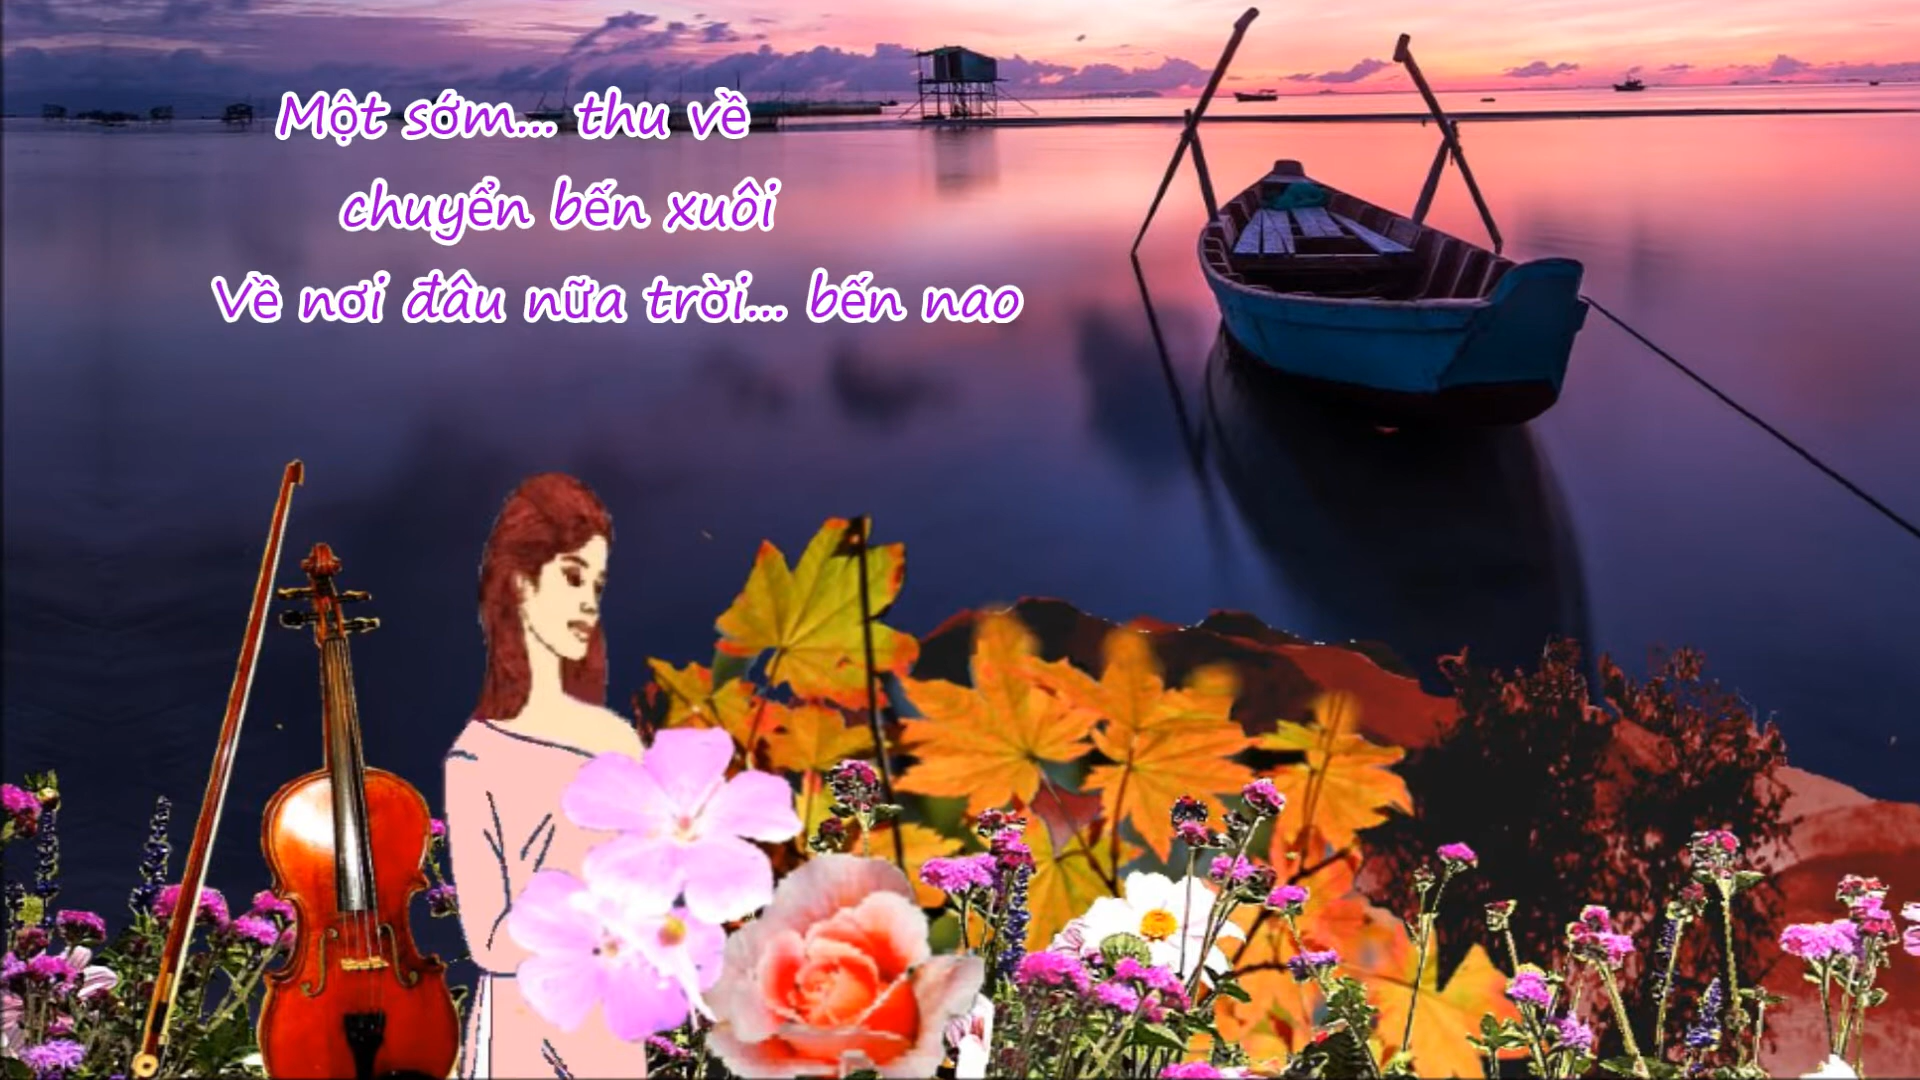 Một sớm... thu về
chuyển bến xuôi
Về nơi đâu nữa trời... bến nao